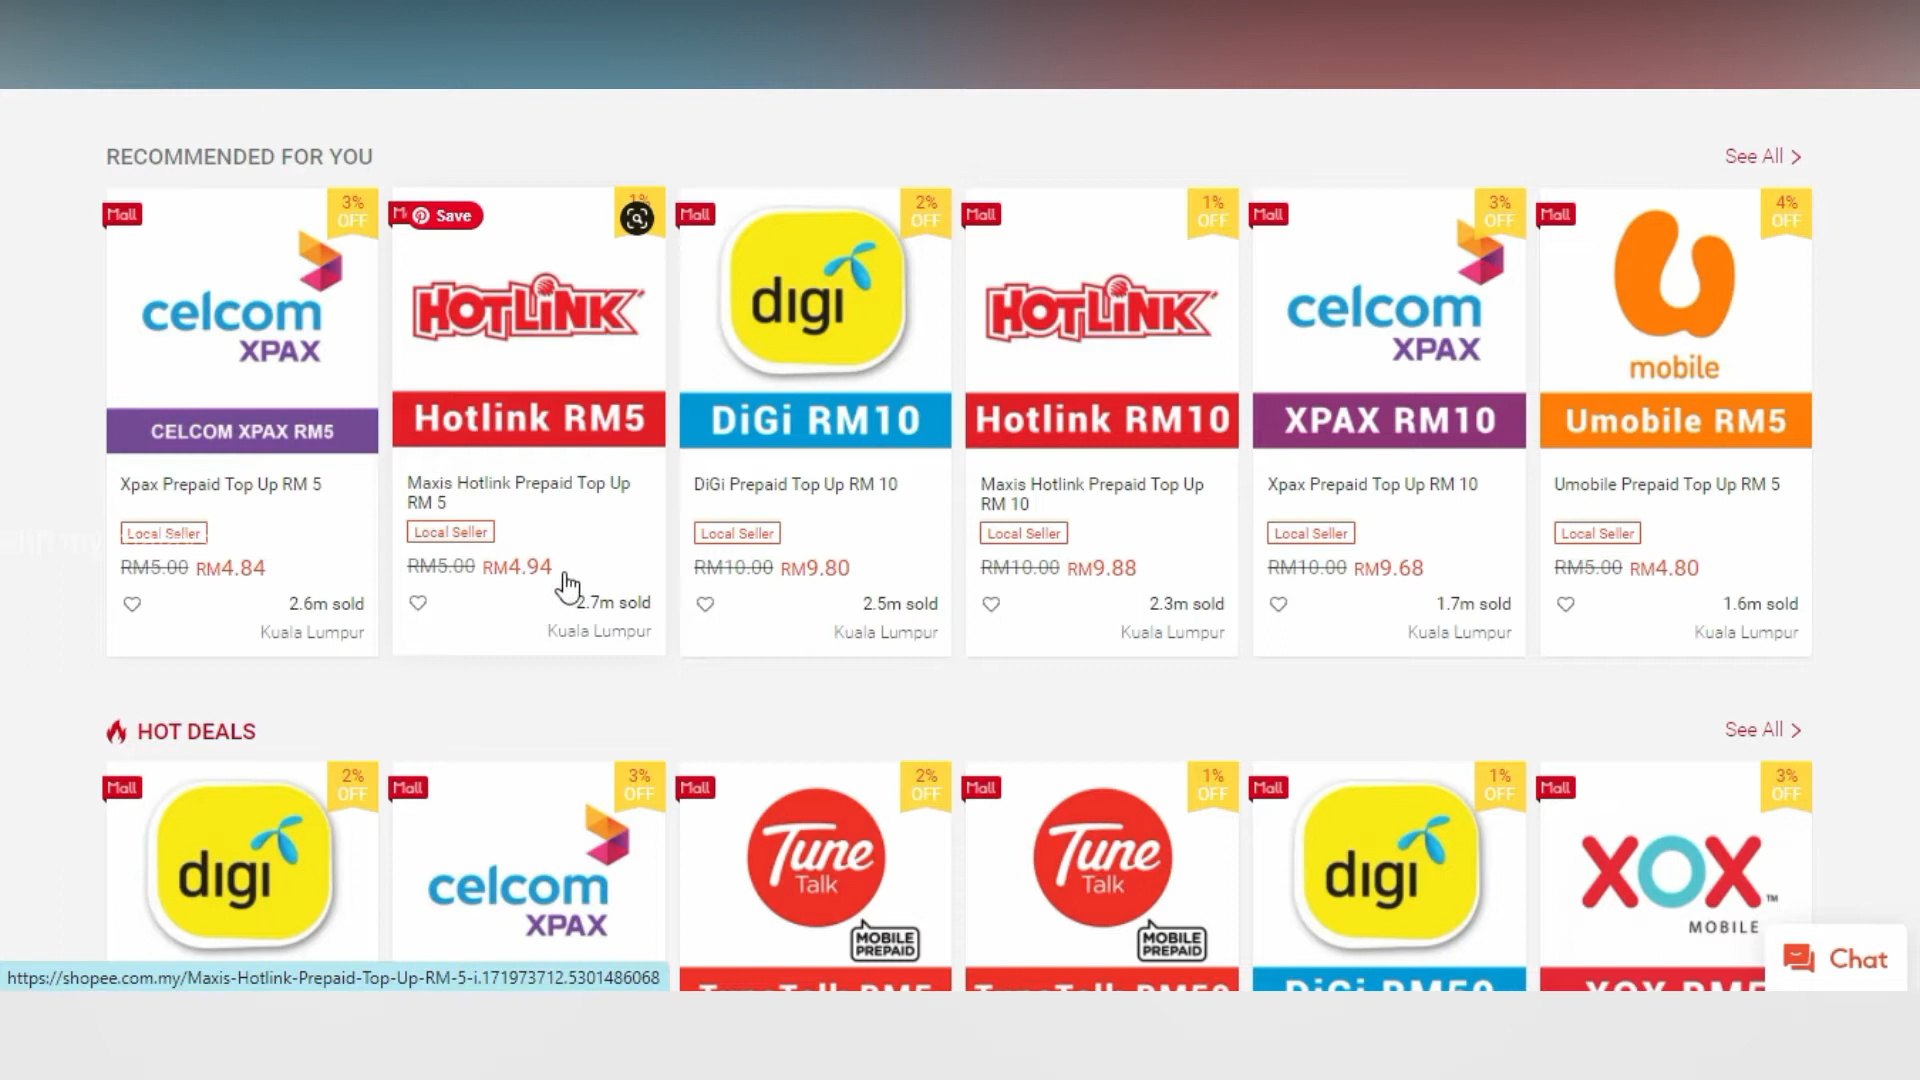 RECOMMENDED FOR YOU
See All >
Mall
3% OFF
celcom
XPAX
CELCOM XPAX RM5
Xpax Prepaid Top Up RM 5
Local Seller
RM5.00 RM4.84
2.6m sold
Kuala Lumpur
Save
1%
HOTLINK
Hotlink RM5
Maxis Hotlink Prepaid Top Up
RM 5
Local Seller
RM5.00 RM4.94
2.7m sold
Kuala Lumpur
Mall
2% OFF
digi
DiGi RM10
DiGi Prepaid Top Up RM 10
Local Seller
RM10.00 RM9.80
2.5m sold
Kuala Lumpur
Mall
1% OFF
HOTLINK
Hotlink RM10
Maxis Hotlink Prepaid Top Up
RM 10
Local Seller
RM10.00 RM9.88
2.3m sold
Kuala Lumpur
Mall
3% OFF
celcom
XPAX
XPAX RM10
Xpax Prepaid Top Up RM 10
Local Seller
RM10.00 RM9.68
1.7m sold
Kuala Lumpur
Mall
4% OFF
mobile
Umobile RM5
Umobile Prepaid Top Up RM 5
Local Seller
RM5.00 RM4.80
1.6m sold
Kuala Lumpur
HOT DEALS
See All >
Mall
2% OFF
digi
Mall
3% OFF
celcom
XPAX
Mall
2% OFF
Tune
Talk
MOBILE
PREPAID
TuneTalk RM5
Mall
1% OFF
Tune
Talk
MOBILE
PREPAID
TuneTalk RM50
Mall
1% OFF
digi
DiGi RM50
Mall
3% OFF
XOX™
MOBILE
XOX RM5
Chat
https://shopee.com.my/Maxis-Hotlink-Prepaid-Top-Up-RM-5-i.171973712.5301486068